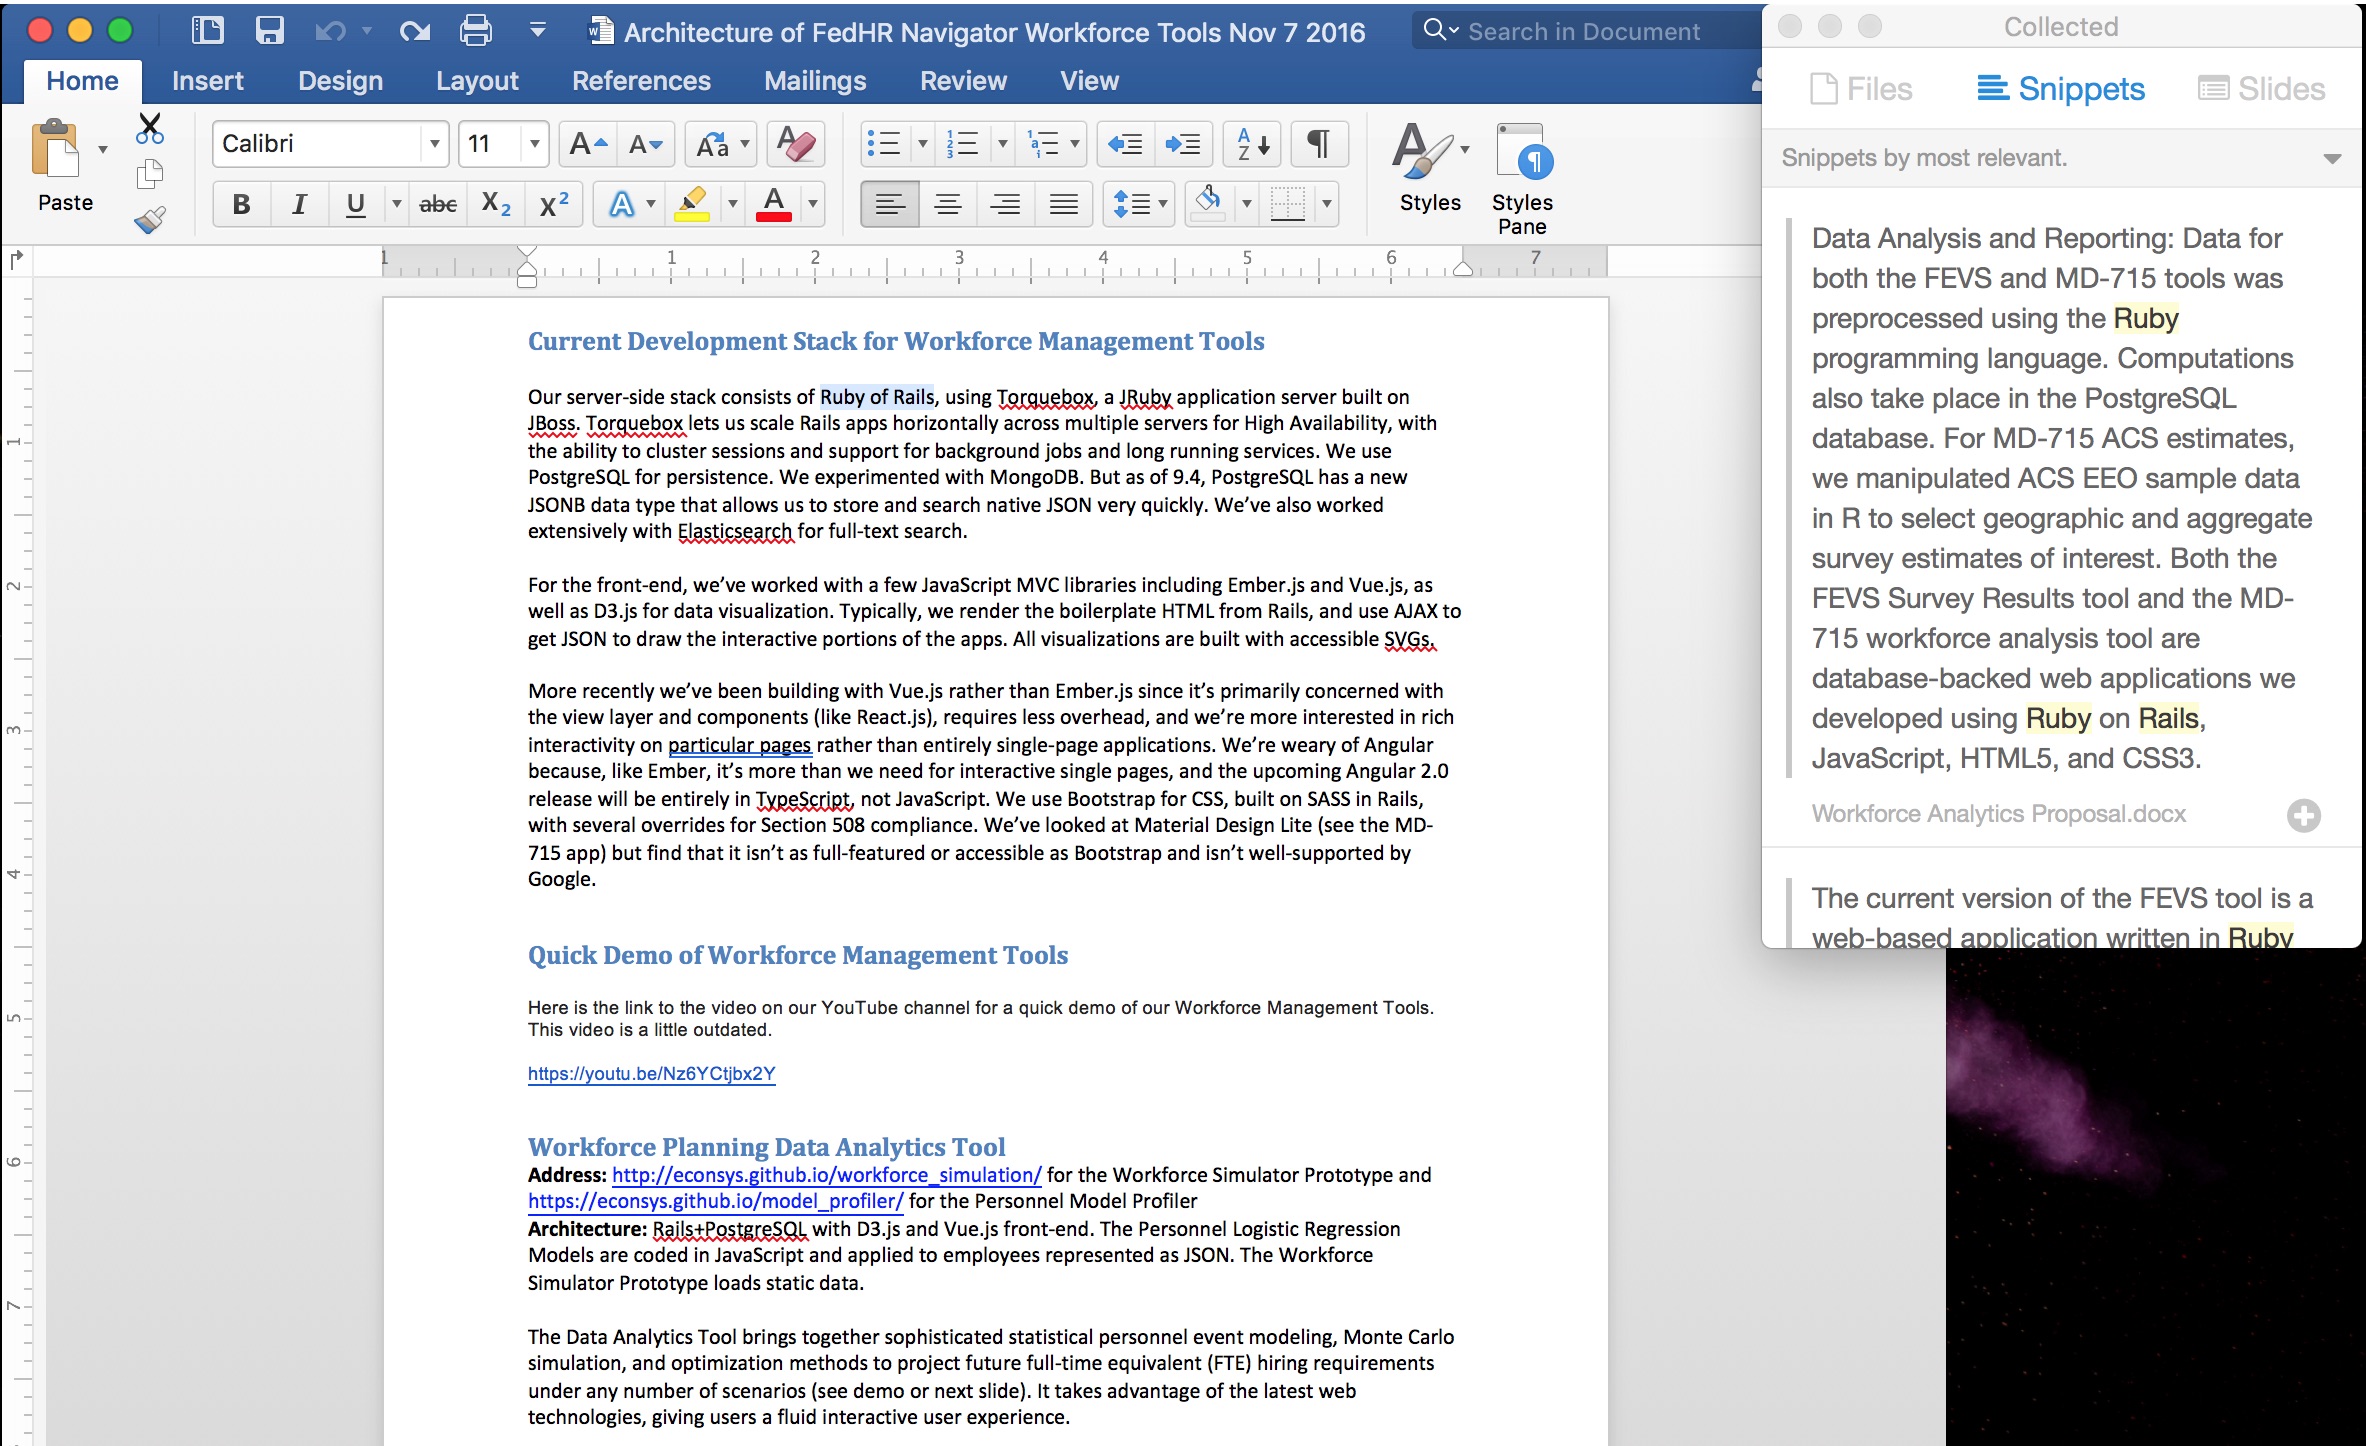 Architecture of FedHR Navigator Workforce Tools Nov 7 2016
Search in Document
Home Insert Design Layout References Mailings Review View
Paste
Calibri 11
Styles
Styles Pane
1 1 2 3 4 5 6 7
Current Development Stack for Workforce Management Tools
Our server-side stack consists of Ruby of Rails, using Torquebox, a JRuby application server built on
JBoss. Torquebox lets us scale Rails apps horizontally across multiple servers for High Availability, with
the ability to cluster sessions and support for background jobs and long running services. We use
PostgreSQL for persistence. We experimented with MongoDB. But as of 9.4, PostgreSQL has a new
JSONB data type that allows us to store and search native JSON very quickly. We’ve also worked
extensively with Elasticsearch for full-text search.
For the front-end, we’ve worked with a few JavaScript MVC libraries including Ember.js and Vue.js, as
well as D3.js for data visualization. Typically, we render the boilerplate HTML from Rails, and use AJAX to
get JSON to draw the interactive portions of the apps. All visualizations are built with accessible SVGs.
More recently we’ve been building with Vue.js rather than Ember.js since it’s primarily concerned with
the view layer and components (like React.js), requires less overhead, and we’re more interested in rich
interactivity on particular pages rather than entirely single-page applications. We’re weary of Angular
because, like Ember, it’s more than we need for interactive single pages, and the upcoming Angular 2.0
release will be entirely in TypeScript, not JavaScript. We use Bootstrap for CSS, built on SASS in Rails,
with several overrides for Section 508 compliance. We’ve looked at Material Design Lite (see the MD-
715 app) but find that it isn’t as full-featured or accessible as Bootstrap and isn’t well-supported by
Google.
Quick Demo of Workforce Management Tools
Here is the link to the video on our YouTube channel for a quick demo of our Workforce Management Tools.
This video is a little outdated.
https://youtu.be/Nz6YCtjbx2Y
Workforce Planning Data Analytics Tool
Address: http://econsys.github.io/workforce_simulation/ for the Workforce Simulator Prototype and
https://econsys.github.io/model_profiler/ for the Personnel Model Profiler
Architecture: Rails+PostgreSQL with D3.js and Vue.js front-end. The Personnel Logistic Regression
Models are coded in JavaScript and applied to employees represented as JSON. The Workforce
Simulator Prototype loads static data.
The Data Analytics Tool brings together sophisticated statistical personnel event modeling, Monte Carlo
simulation, and optimization methods to project future full-time equivalent (FTE) hiring requirements
under any number of scenarios (see demo or next slide). It takes advantage of the latest web
technologies, giving users a fluid interactive user experience.
Collected
Files Snippets Slides
Snippets by most relevant.
Data Analysis and Reporting: Data for
both the FEVS and MD-715 tools was
preprocessed using the Ruby
programming language. Computations
also take place in the PostgreSQL
database. For MD-715 ACS estimates,
we manipulated ACS EEO sample data
in R to select geographic and aggregate
survey estimates of interest. Both the
FEVS Survey Results tool and the MD-
715 workforce analysis tool are
database-backed web applications we
developed using Ruby on Rails,
JavaScript, HTML5, and CSS3.
Workforce Analytics Proposal.docx
The current version of the FEVS tool is a
web-based application written in Ruby